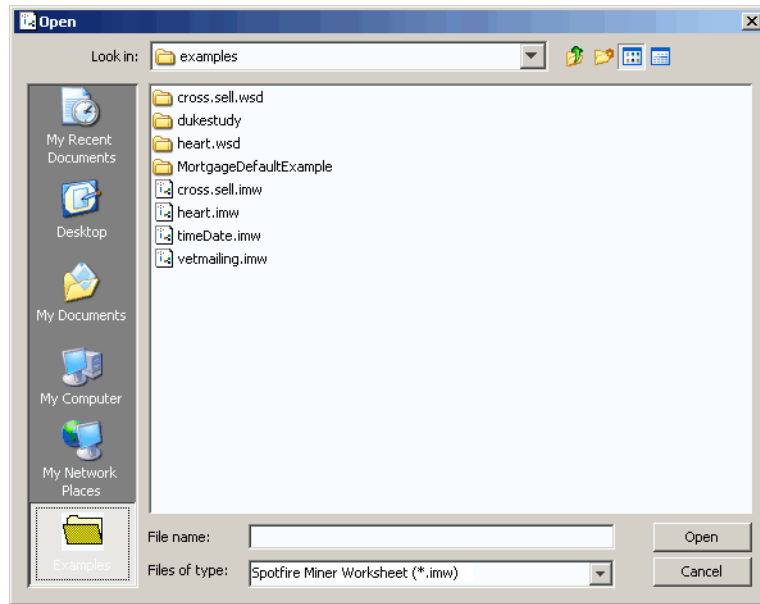 Open
Look in:
examples
My Recent
Documents
Desktop
My Documents
My Computer
My Network
Places
Examples
cross.sell.wsd
dukestudy
heart.wsd
MortgageDefaultExample
cross.sell.imw
heart.imw
timeDate.imw
vetmailing.imw
File name:
Open
Files of type:
Spotfire Miner Worksheet (*.imw)
Cancel